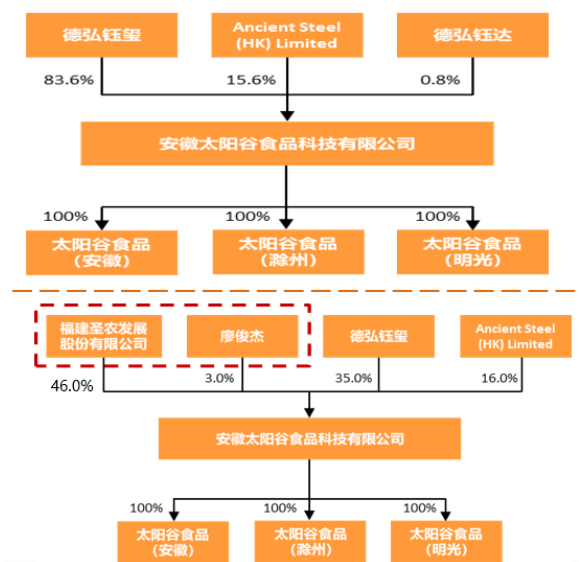 德弘钰玺
Ancient Steel
(HK) Limited
德弘钰达
83.6%
15.6%
0.8%
安徽太阳谷食品科技有限公司
100%
100%
100%
太阳谷食品
(安徽)
太阳谷食品
(滁州)
太阳谷食品
(明光)
福建圣农发展
股份有限公司
廖俊杰
德弘钰玺
Ancient Steel
(HK) Limited
46.0%
3.0%
35.0%
16.0%
安徽太阳谷食品科技有限公司
100%
100%
100%
太阳谷食品
(安徽)
太阳谷食品
(滁州)
太阳谷食品
(明光)